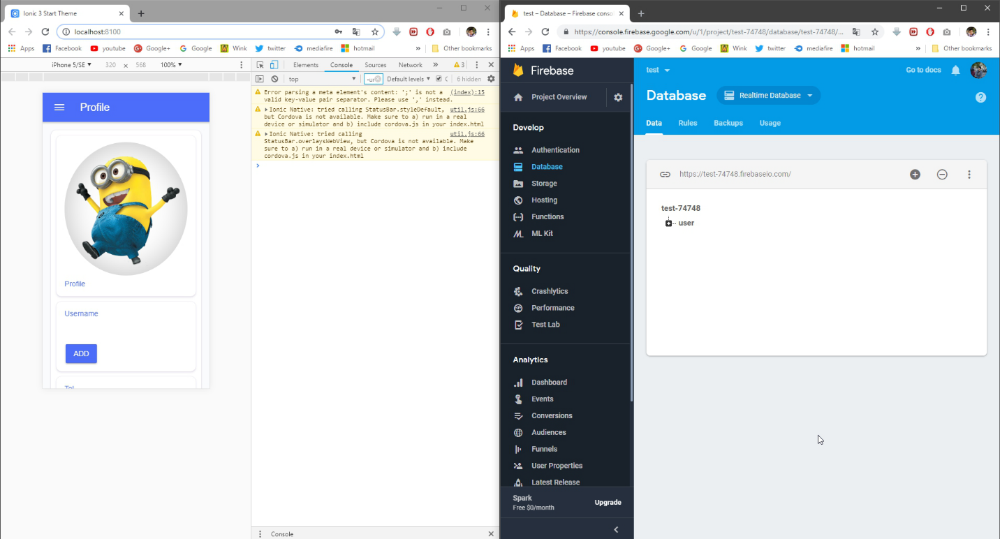 Ionic 3 Start Theme
localhost:8100
Apps Facebook youtube Google+ Google Wink twitter mediafire hotmail » Other bookmarks
iPhone 5/SE ▼ 320 x 568 100% ▼
Profile
Profile
Username
ADD
Tel
Elements Console Sources Network » 3
top ▼ Default levels ▼ 6 hidden
Error parsing a meta element's content: ';' is not a (index):15
valid key-value pair separator. Please use ',' instead.
Ionic Native: tried calling StatusBar.styleDefault, util.js:66
but Cordova is not available. Make sure to a) run in a real
device or simulator and b) include cordova.js in your index.html
Ionic Native: tried calling util.js:66
StatusBar.overlaysWebView, but Cordova is not available. Make
sure to a) run in a real device or simulator and b) include
cordova.js in your index.html
Console
test – Database – Firebase conso
https://console.firebase.google.com/u/1/project/test-74748/database/test-74748/...
Apps Facebook youtube Google+ Google Wink twitter mediafire hotmail » Other bookmarks
Firebase
Project Overview
Develop
Authentication
Database
Storage
Hosting
Functions
ML Kit
Quality
Crashlytics
Performance
Test Lab
Analytics
Dashboard
Events
Conversions
Audiences
Funnels
User Properties
Latest Release
Spark
Free $0/month
Upgrade
test
Go to docs
Database Realtime Database
Data Rules Backups Usage
https://test-74748.firebaseio.com/
test-74748
user